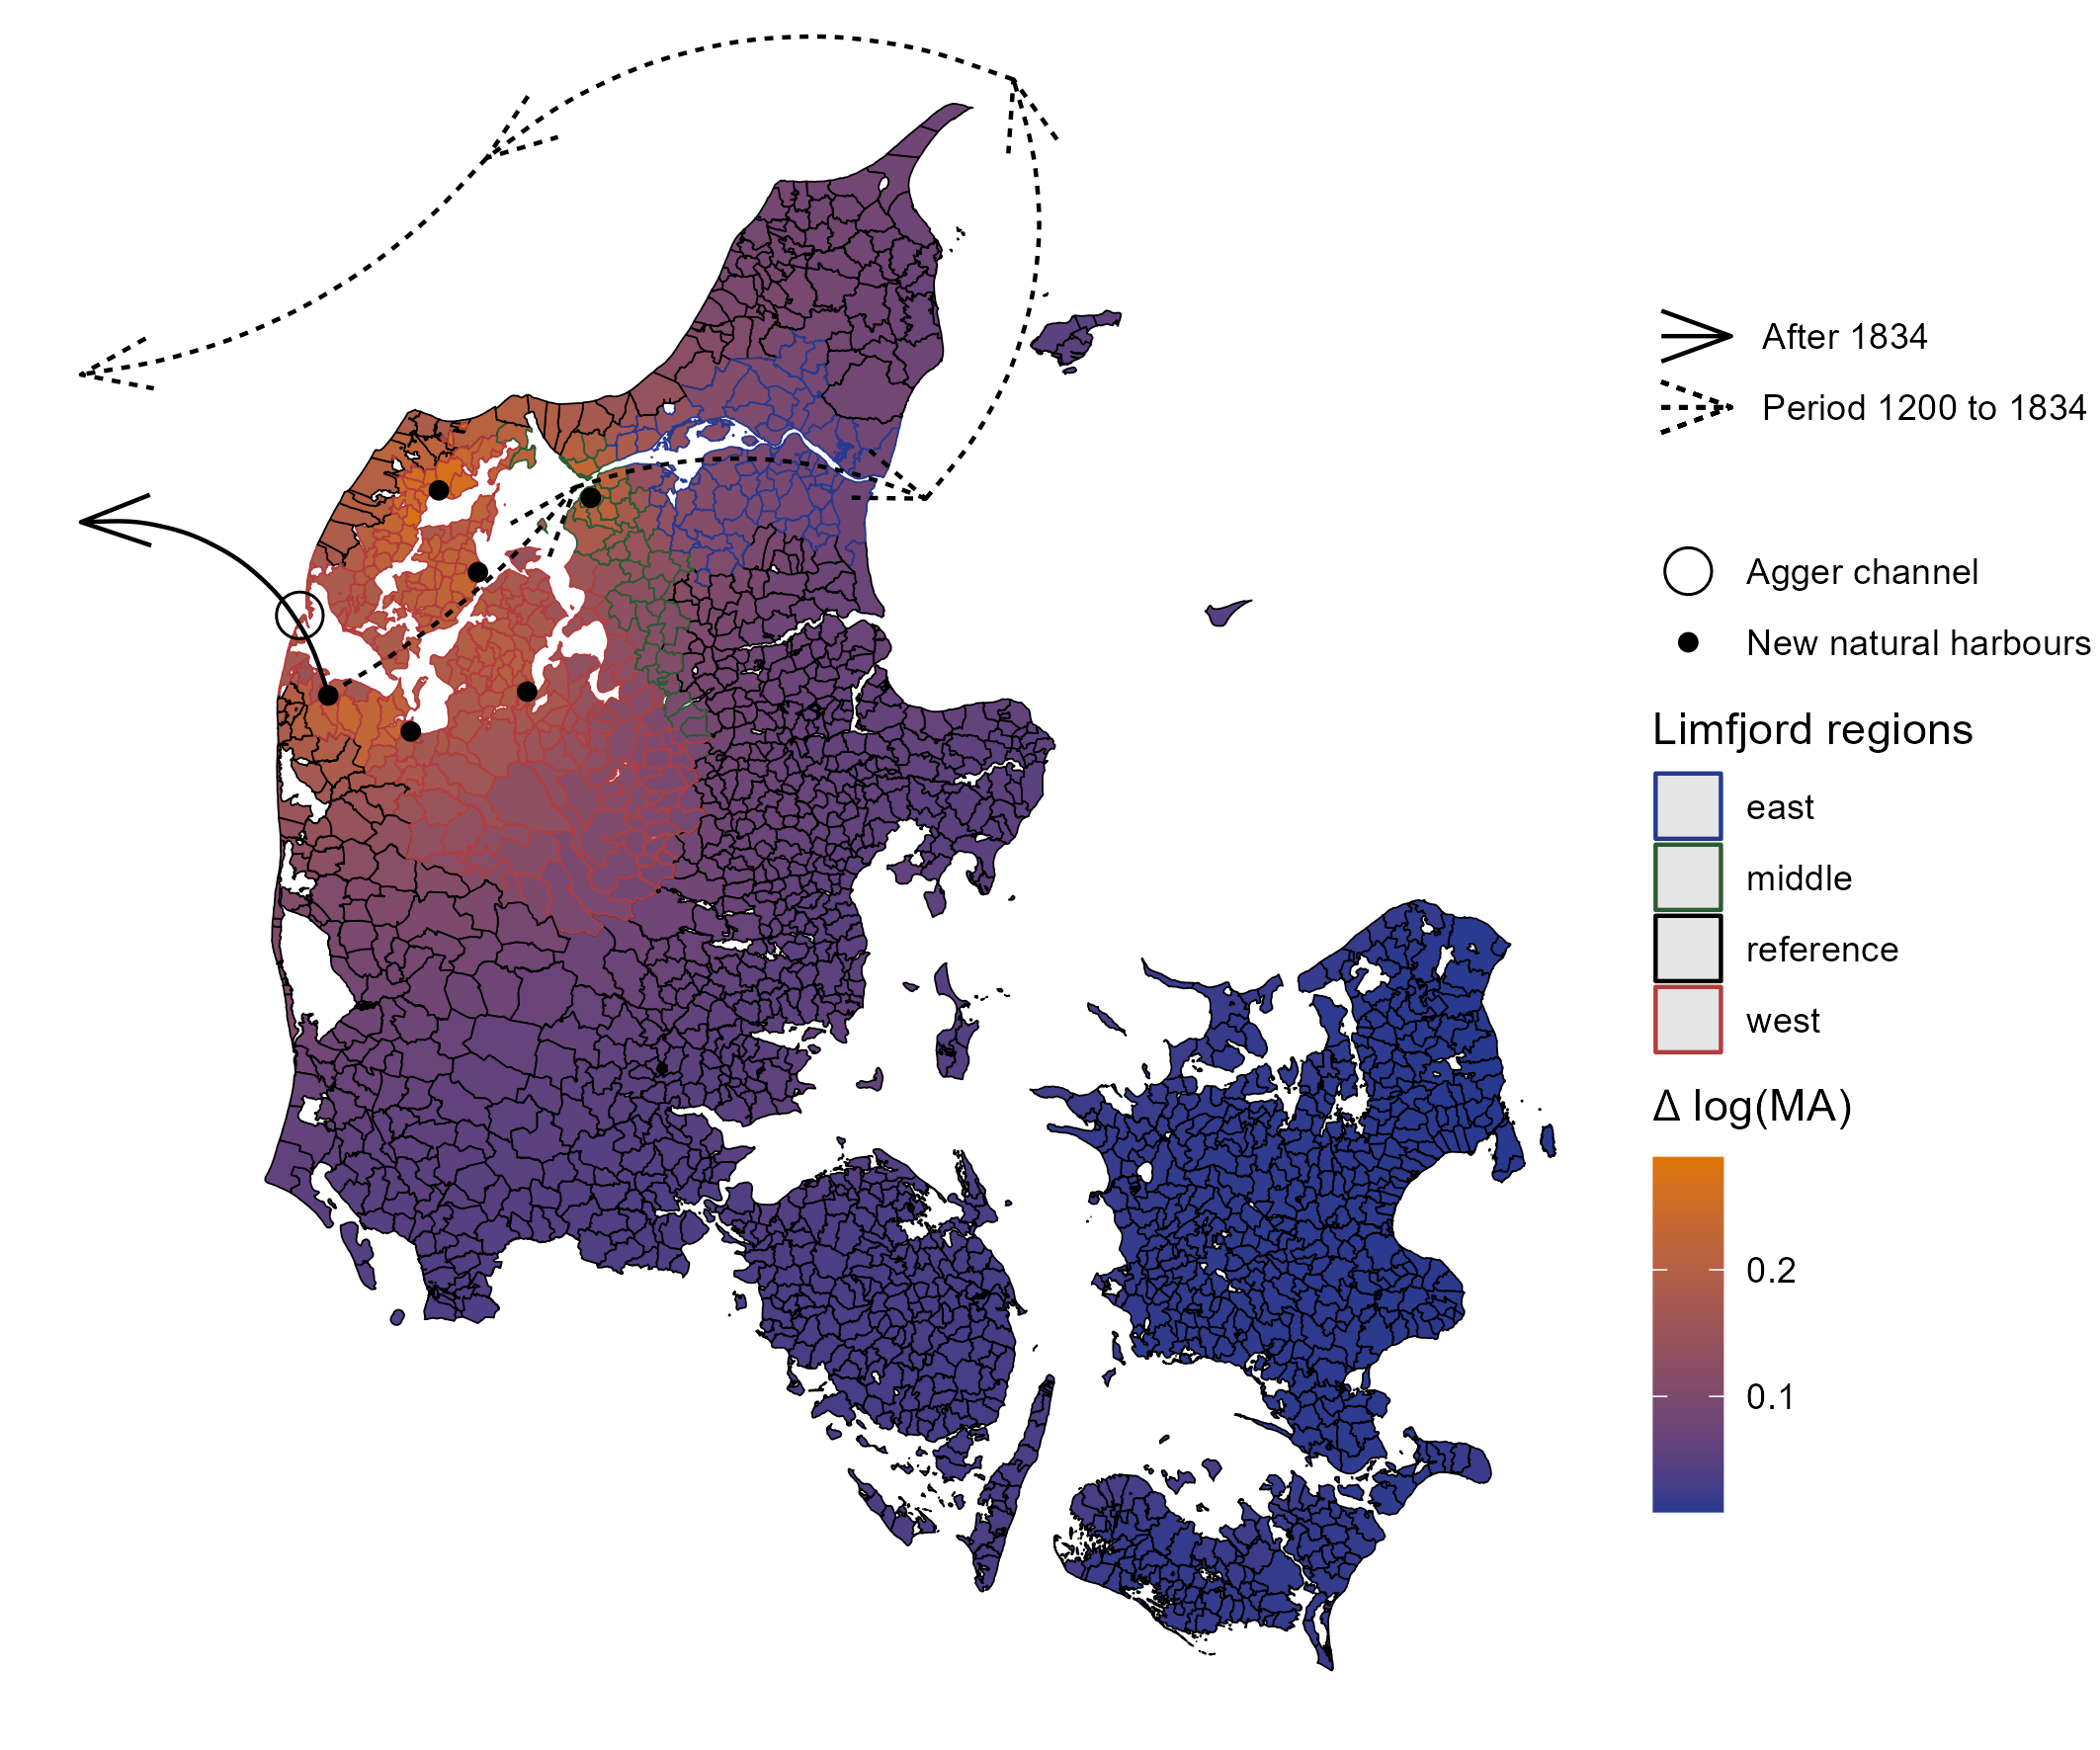 After 1834
Period 1200 to 1834
Agger channel
New natural harbours
Limfjord regions
east
middle
reference
west
Δ log(MA)
0.2
0.1